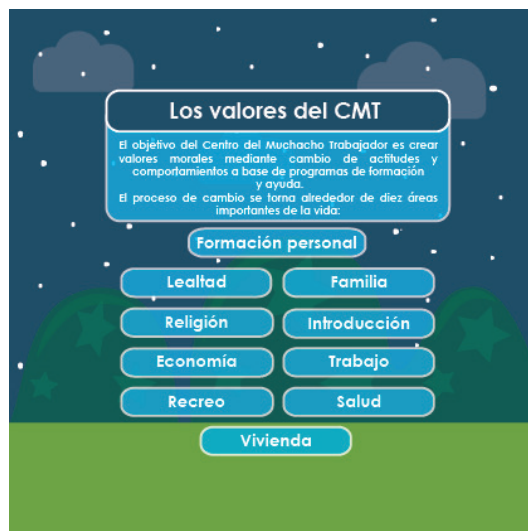 Los valores del CMT
El objetivo del Centro del Muchacho Trabajador es crear
valores morales mediante cambio de actitudes y
comportamientos a base de programas de formación
y ayuda.
El proceso de cambio se torna alrededor de diez áreas
importantes de la vida:
Formación personal
Lealtad
Familia
Religión
Introducción
Economía
Trabajo
Recreo
Salud
Vivienda